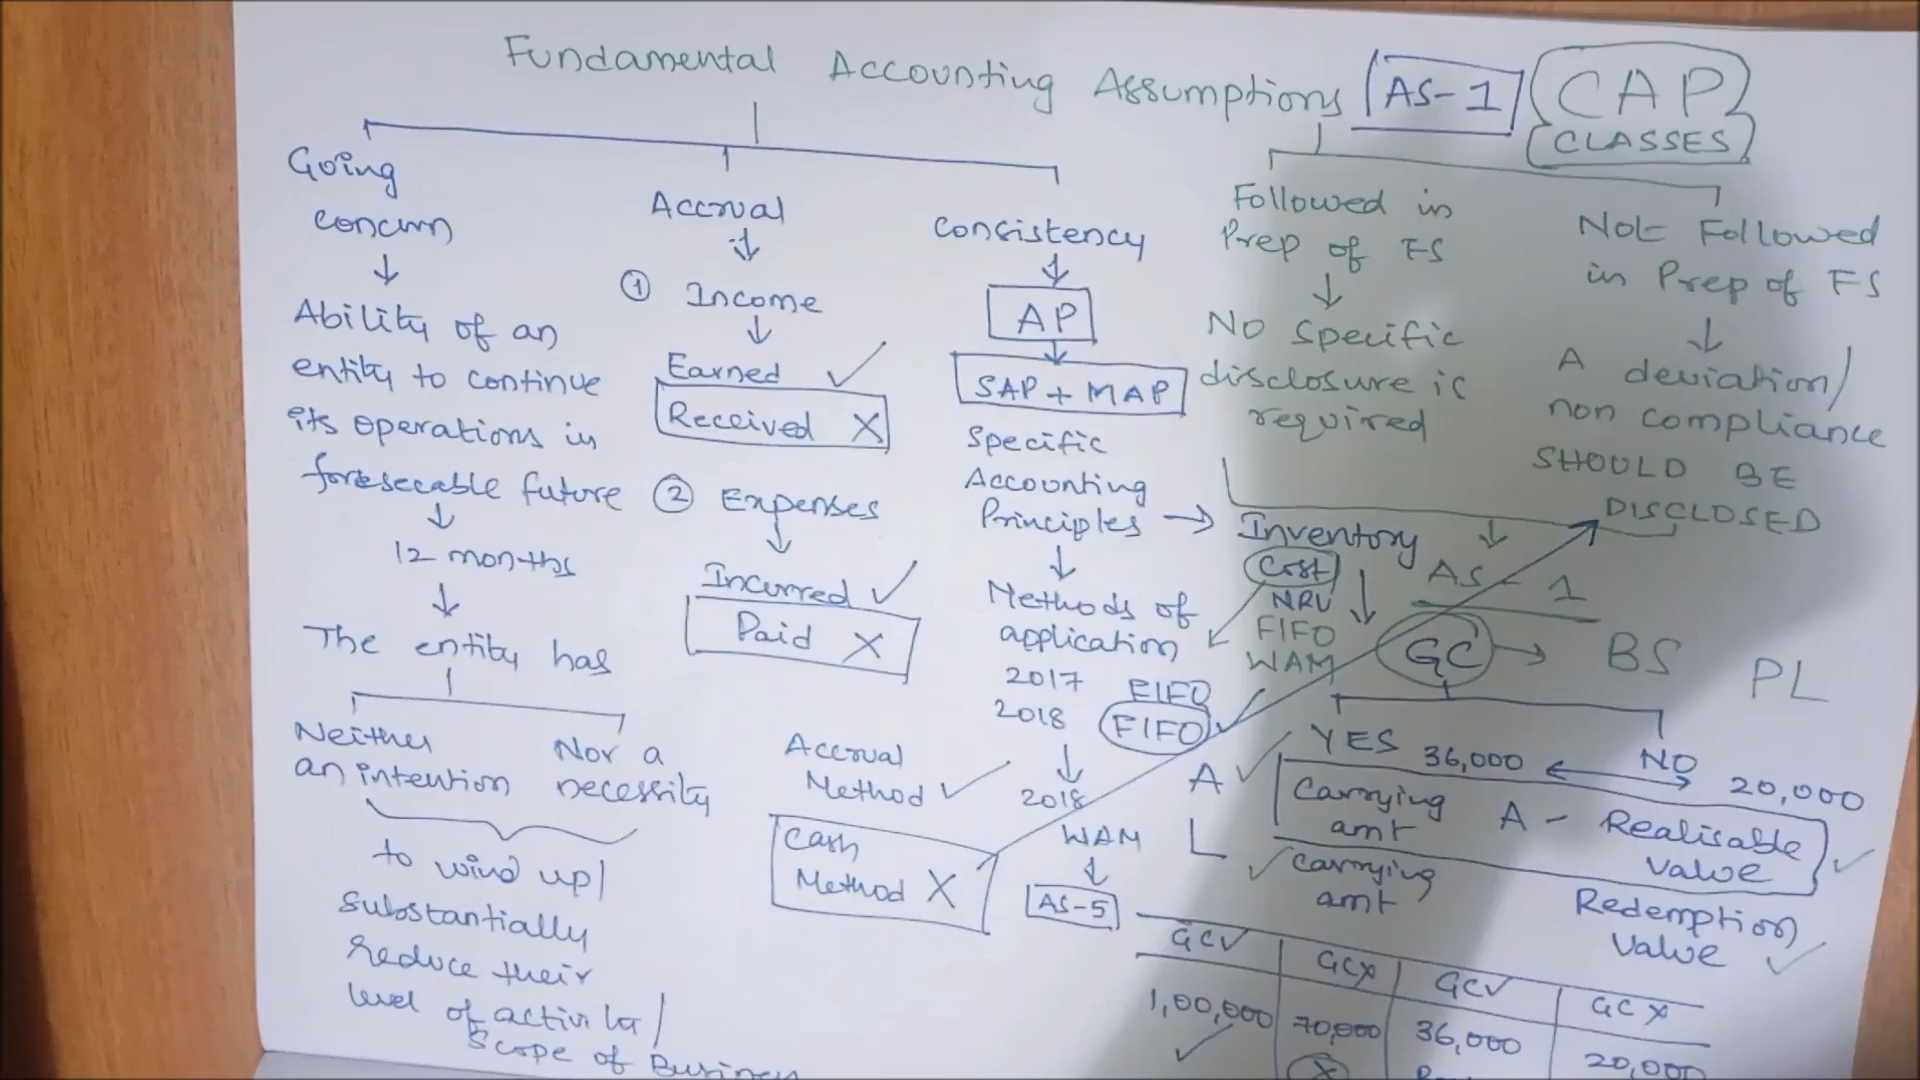 Fundamental Accounting Assumptions AS-1
CAP
CLASSES
Going
concern
Ability of an
entity to continue
its operations in
foresecable future
12 months
The entity has
Neither
an intention
Nor a
necessity
to wind up/
substantially
reduce their
level of activity/
Scope of Business
Accrual
① Income
Earned ✓
Received X
② Expenses
Incurred ✓
Paid X
Accrual
Method ✓
Cash
Method X
Consistency
AP
SAP + MAP
Specific
Accounting
Principles → Inventory
Cost
NRV
FIFO
WAM
Methods of
application
2017 FIFO
2018 FIFO ✓
2018
WAM
AS-5
Followed in
Prep of FS
No specific
disclosure is
required
Not Followed
in Prep of FS
A deviation/
non compliance
SHOULD BE
DISCLOSED
AS-1
GC → BS PL
YES 36,000 NO 20,000
A ✓ Carrying
amt
A - Realisable
Value ✓
L ✓ Carrying
amt
Redemption
Value ✓
GC✓ GCX GC✓ GCX
1,00,000 70,000 36,000 20,000
✓ X